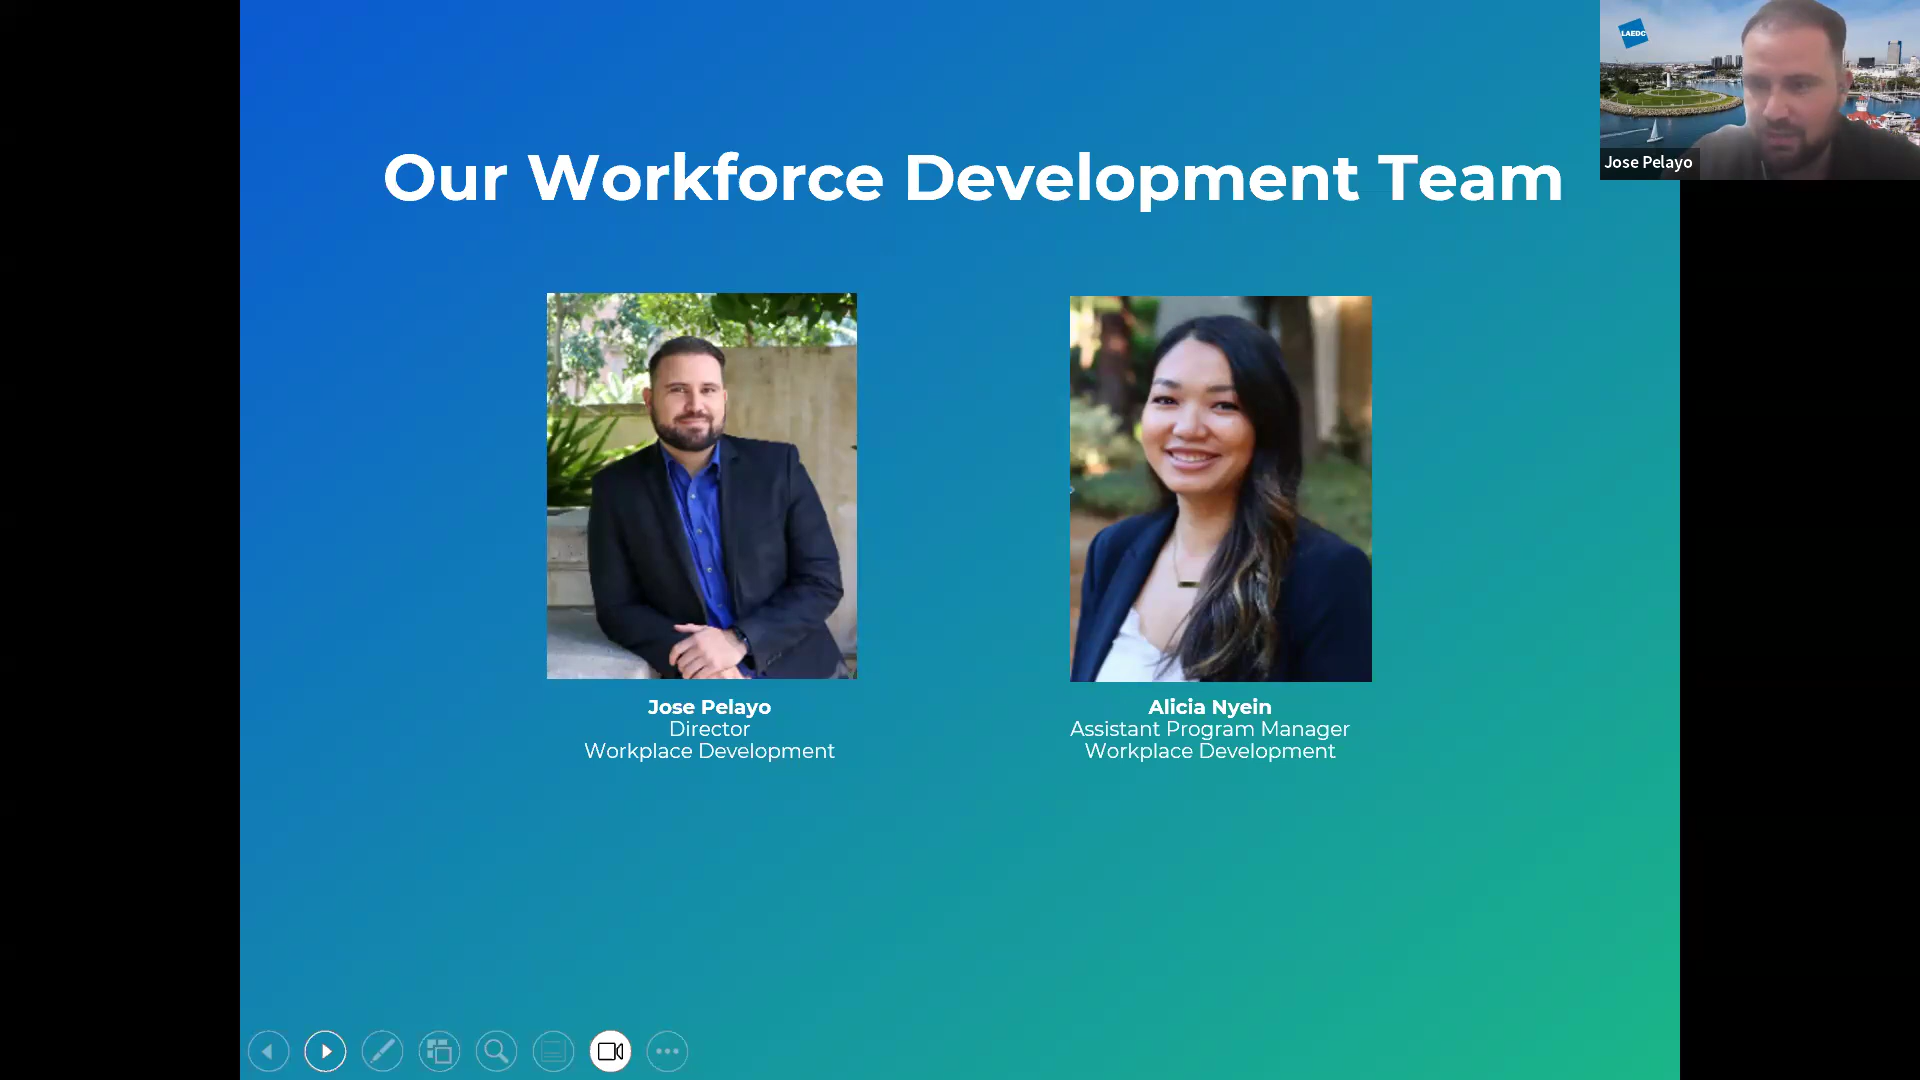 LAEDC
Jose Pelayo
Our Workforce Development Team
Jose Pelayo
Director
Workplace Development
Alicia Nyein
Assistant Program Manager
Workplace Development